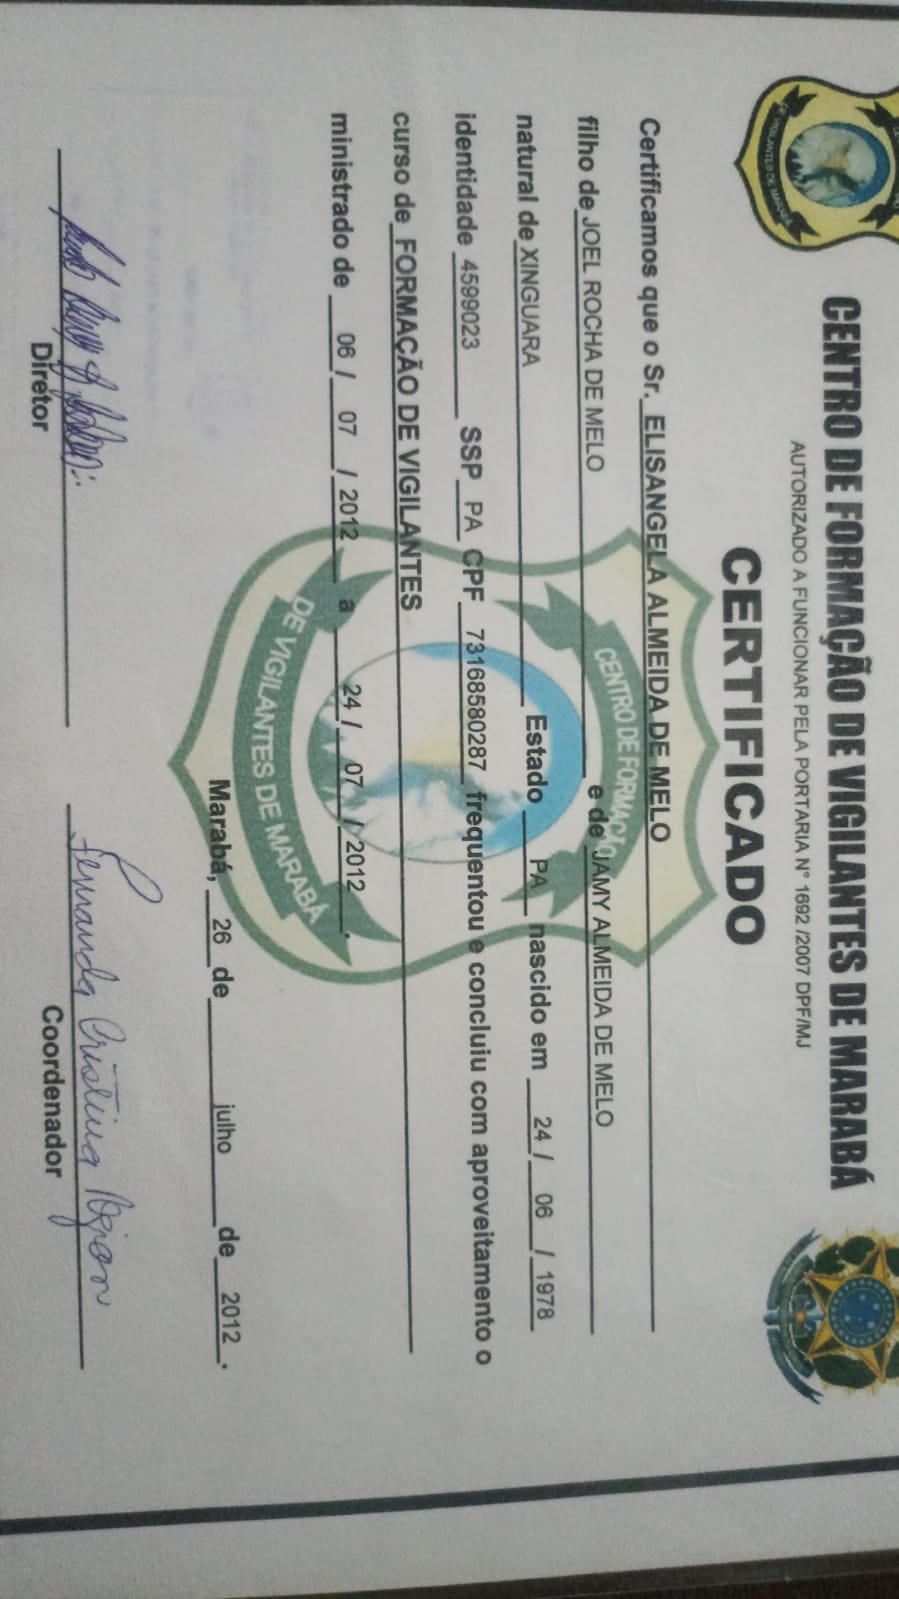 CENTRO DE FORMAÇÃO DE VIGILANTES DE MARABÁ
AUTORIZADO A FUNCIONAR PELA PORTARIA N° 1692 /2007 DPF/MJ
CERTIFICADO
Certificamos que o Sr. ELISANGELA ALMEIDA DE MELO
filho de JOEL ROCHA DE MELO e de JAMY ALMEIDA DE MELO
natural de XINGUARA Estado PA nascido em 24 / 06 / 1978
identidade 4599023 SSP PA CPF 73168580287 frequentou e concluiu com aproveitamento o
curso de FORMAÇÃO DE VIGILANTES
ministrado de 06 / 07 / 2012 a 24 / 07 / 2012.
CENTRO DE FORMAÇÃO
DE VIGILANTES DE MARABÁ
Marabá, 26 de julho de 2012.
Fernanda Cristina
Diretor
Coordenador